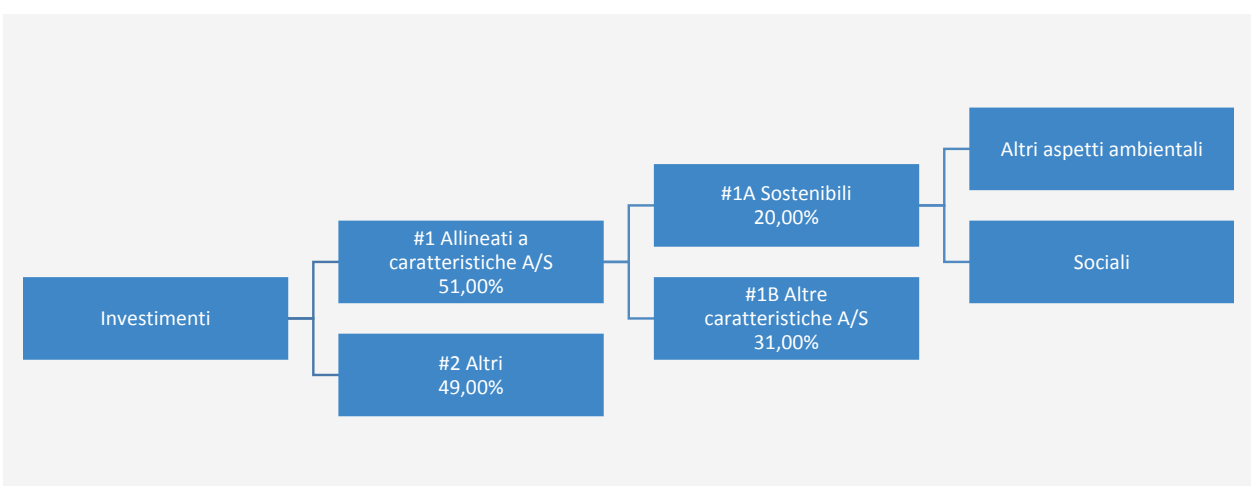 Investimenti
#1 Allineati a
caratteristiche A/S
51,00%
#2 Altri
49,00%
#1A Sostenibili
20,00%
#1B Altre
caratteristiche A/S
31,00%
Altri aspetti ambientali
Sociali